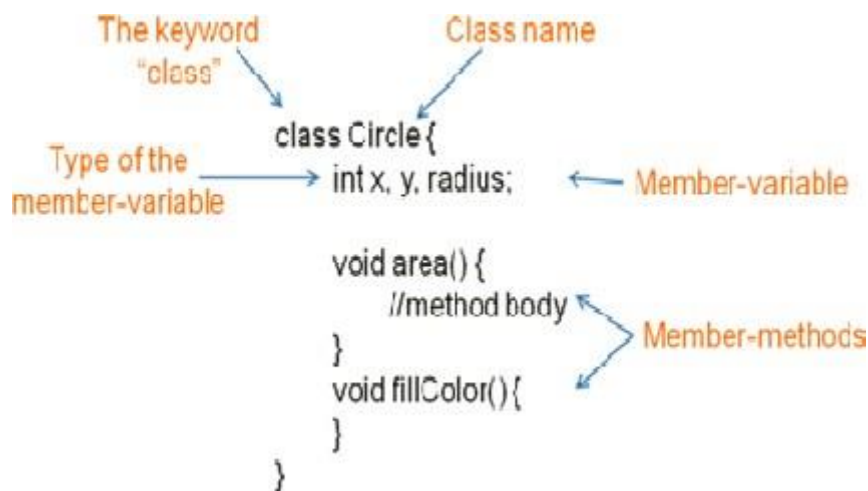 The keyword
"class"
Class name
class Circle {
Type of the
member-variable
int x, y, radius;
Member-variable
void area() {
//method body
}
Member-methods
void fillColor(){
}
}